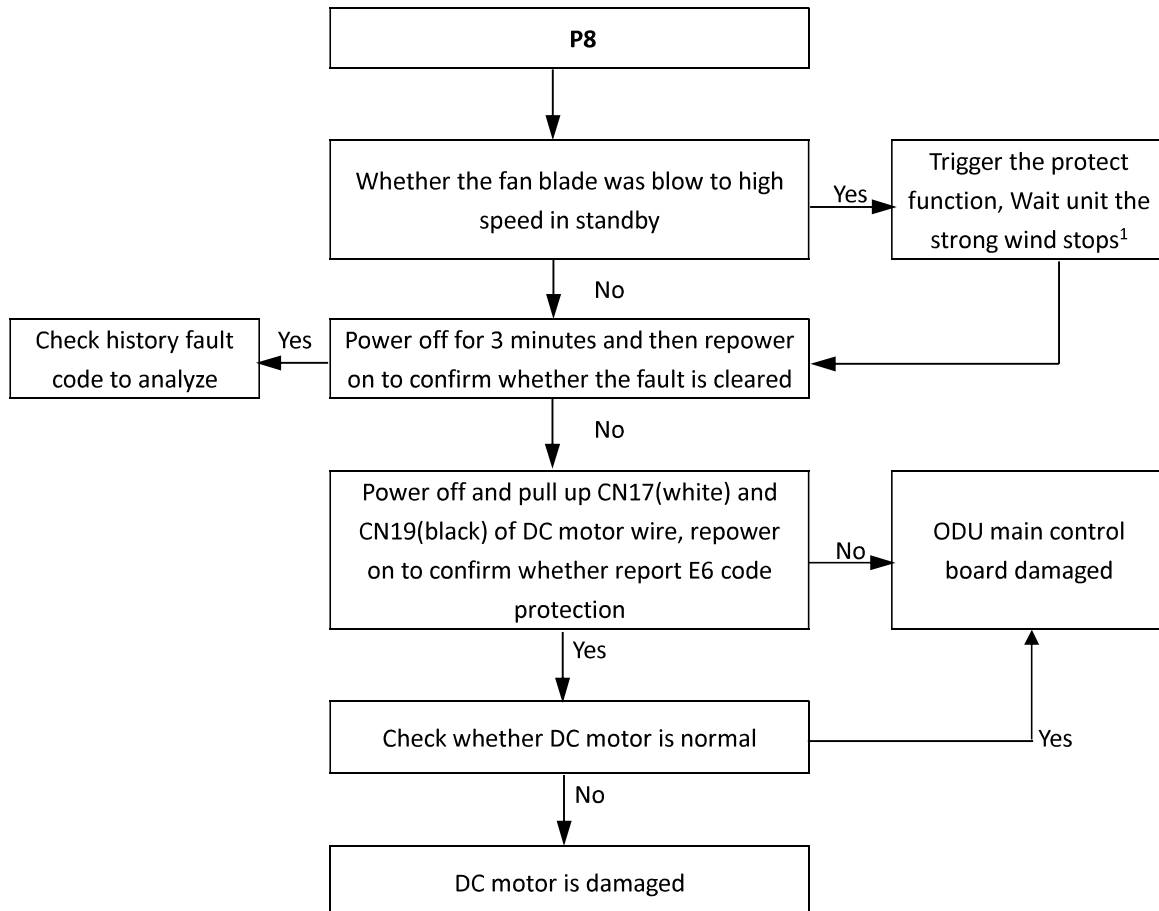 P8
Whether the fan blade was blow to high
speed in standby
Yes
Trigger the protect
function, Wait unit the
strong wind stops¹
No
Check history fault
code to analyze
Yes
Power off for 3 minutes and then repower
on to confirm whether the fault is cleared
No
Power off and pull up CN17(white) and
CN19(black) of DC motor wire, repower
on to confirm whether report E6 code
protection
No
ODU main control
board damaged
Yes
Check whether DC motor is normal
Yes
No
DC motor is damaged